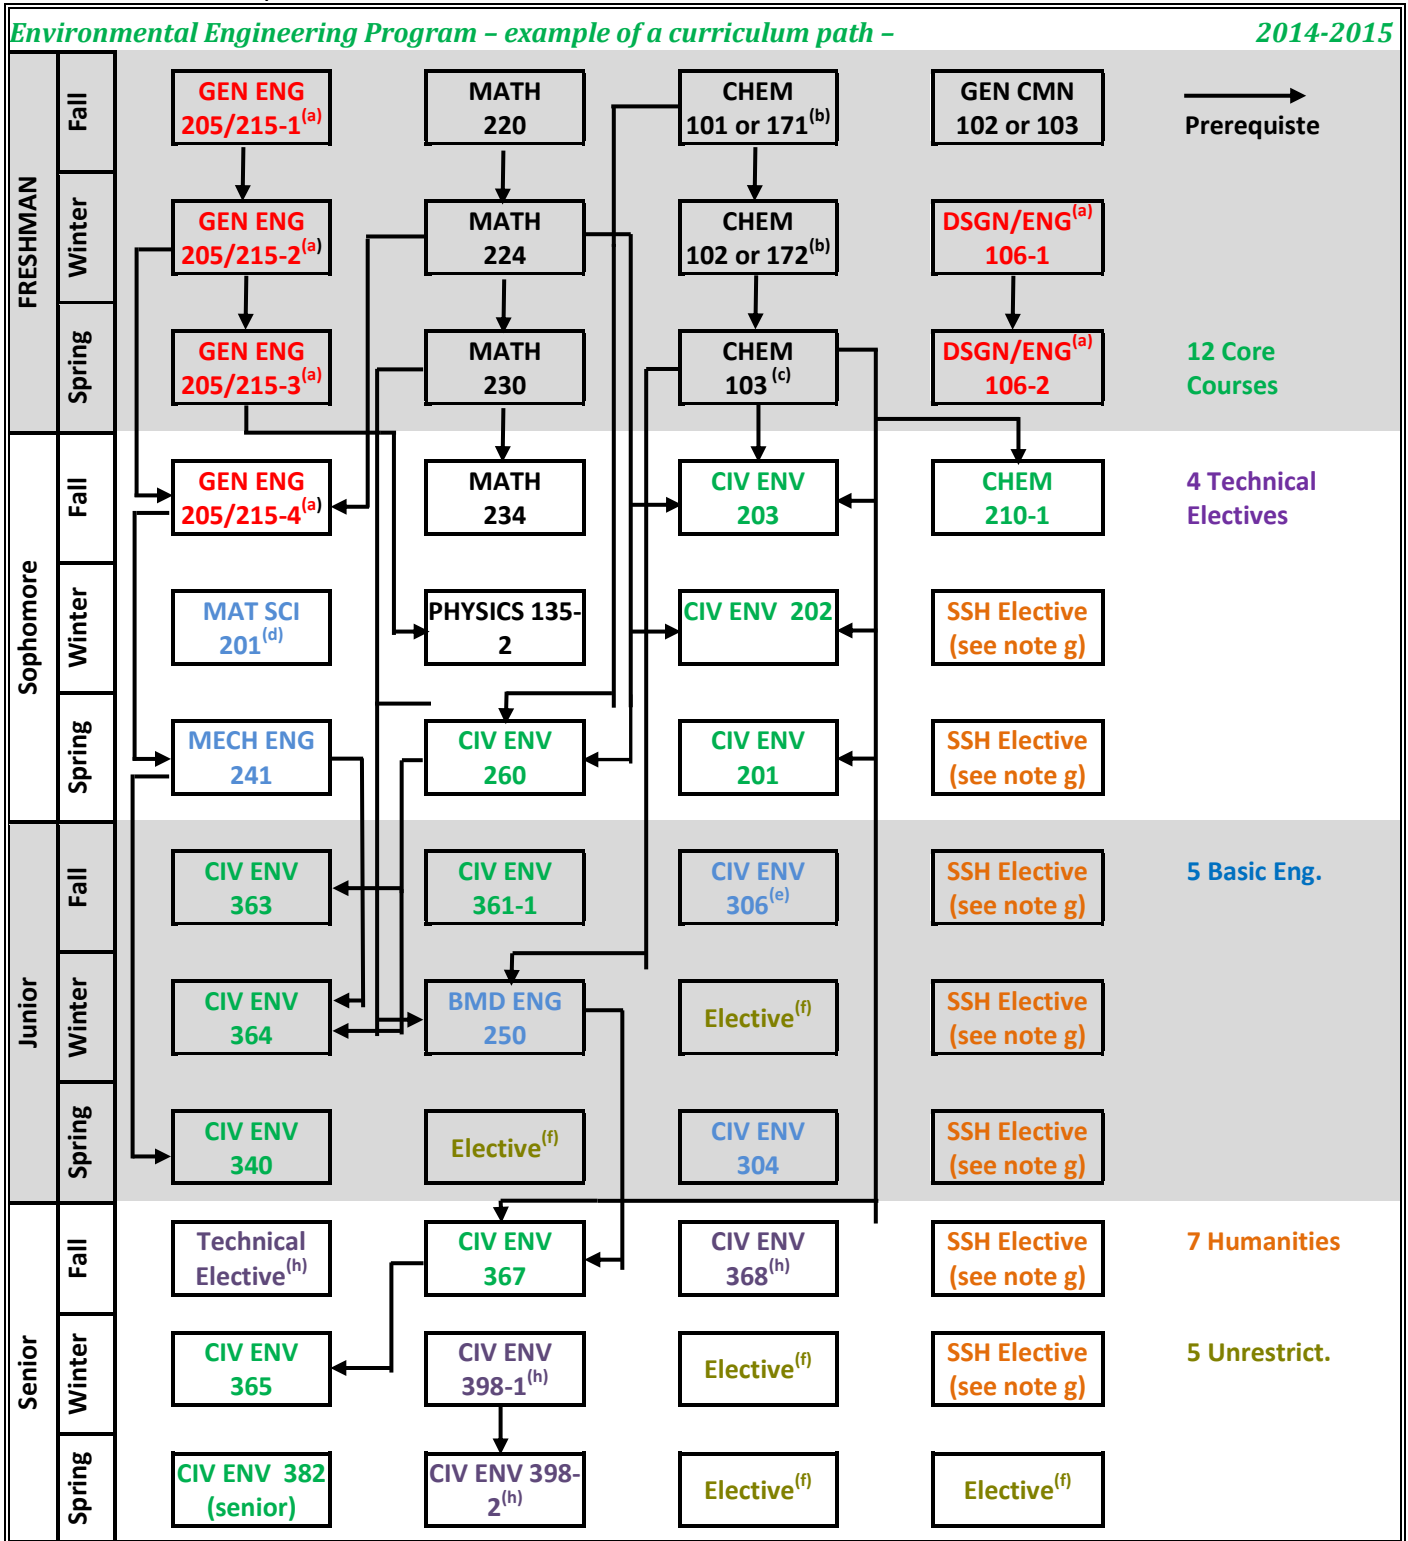 Environmental Engineering Program – example of a curriculum path – 2014-2015
FRESHMAN
Fall
GEN ENG
205/215-1(a)
MATH
220
CHEM
101 or 171(b)
GEN CMN
102 or 103
Prerequiste
Winter
GEN ENG
205/215-2(a)
MATH
224
CHEM
102 or 172(b)
DSGN/ENG(a)
106-1
Spring
GEN ENG
205/215-3(a)
MATH
230
CHEM
103(c)
DSGN/ENG(a)
106-2
12 Core
Courses
Sophomore
Fall
GEN ENG
205/215-4(a)
MATH
234
CIV ENV
203
CHEM
210-1
4 Technical
Electives
Winter
MAT SCI
201(d)
PHYSICS 135-
2
CIV ENV 202
SSH Elective
(see note g)
Spring
MECH ENG
241
CIV ENV
260
CIV ENV
201
SSH Elective
(see note g)
Junior
Fall
CIV ENV
363
CIV ENV
361-1
CIV ENV
306(e)
SSH Elective
(see note g)
5 Basic Eng.
Winter
CIV ENV
364
BMD ENG
250
Elective(f)
SSH Elective
(see note g)
Spring
CIV ENV
340
Elective(f)
CIV ENV
304
SSH Elective
(see note g)
Senior
Fall
Technical
Elective(h)
CIV ENV
367
CIV ENV
368(h)
SSH Elective
(see note g)
7 Humanities
Winter
CIV ENV
365
CIV ENV
398-1(h)
Elective(f)
SSH Elective
(see note g)
5 Unrestrict.
Spring
CIV ENV 382
(senior)
CIV ENV 398-
2(h)
Elective(f)
Elective(f)